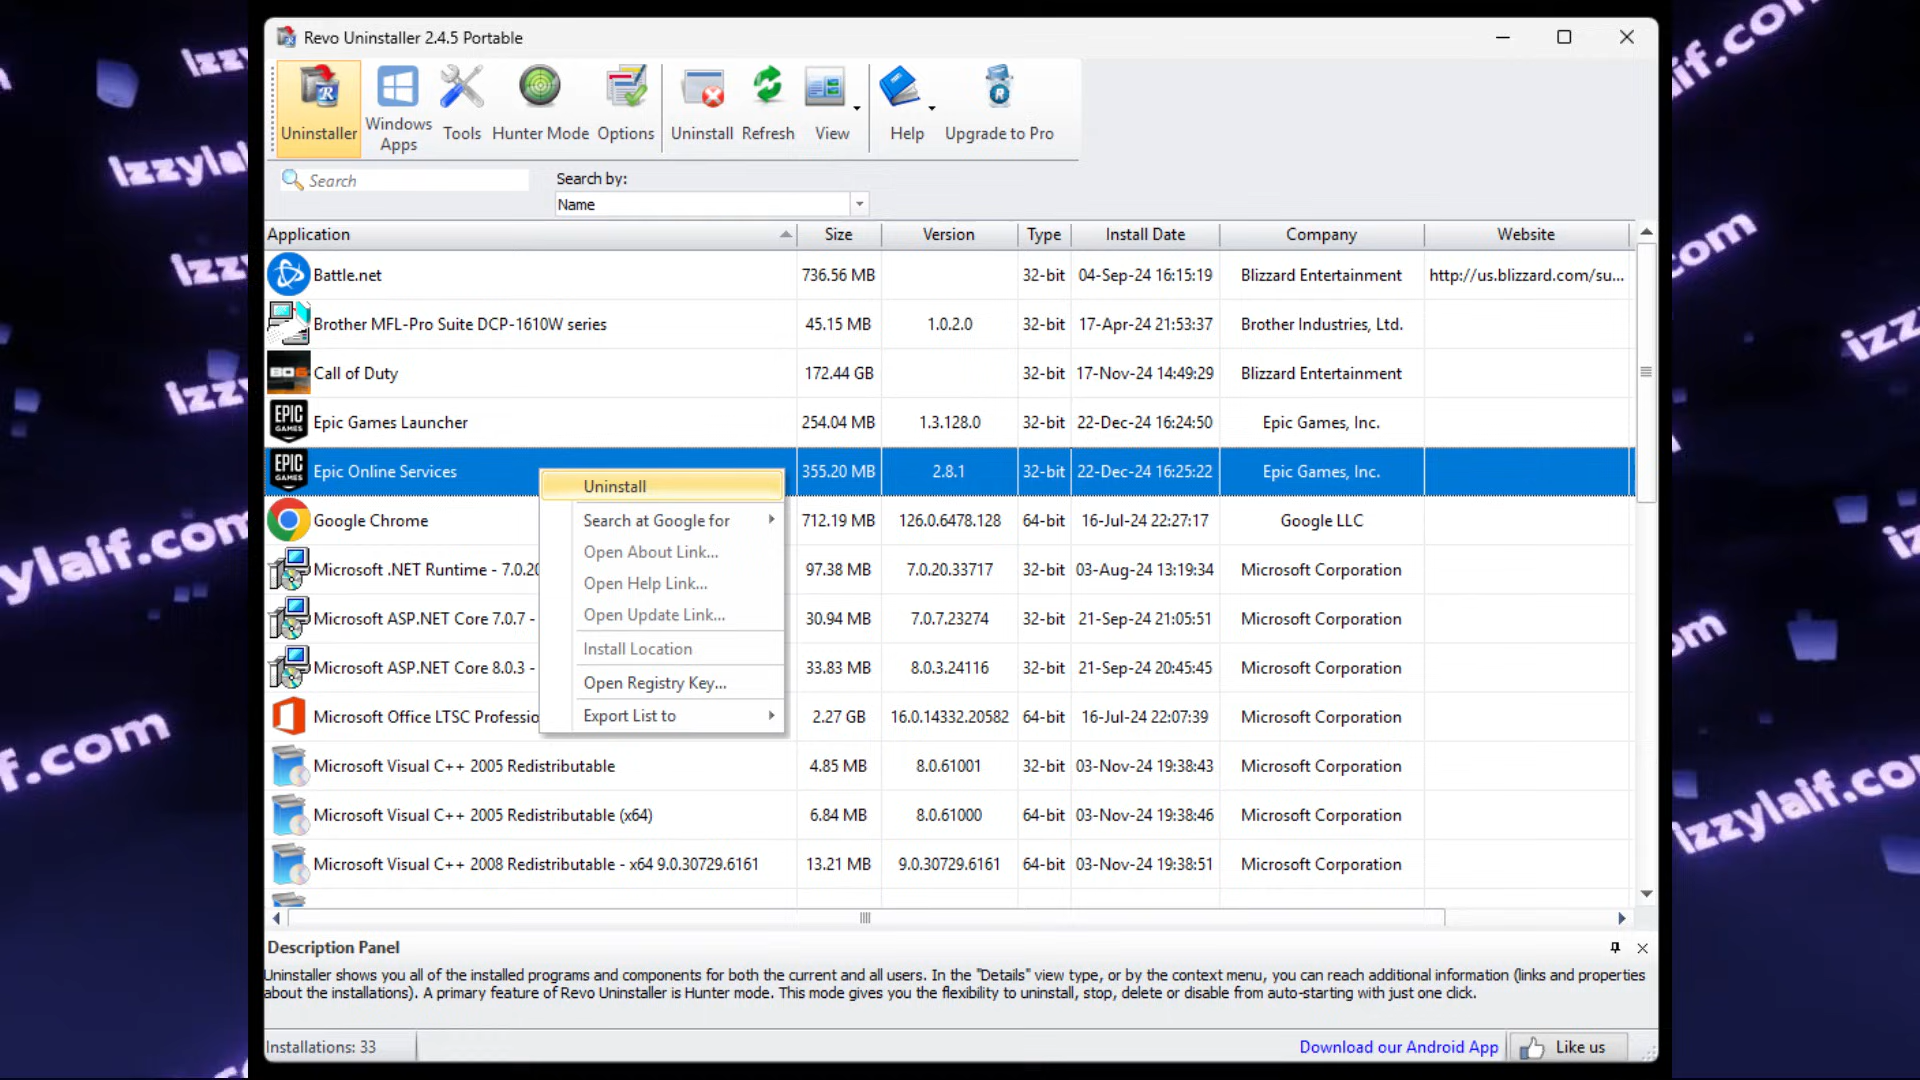 Revo Uninstaller 2.4.5 Portable
Uninstaller
Windows Apps
Tools
Hunter Mode
Options
Uninstall
Refresh
View
Help
Upgrade to Pro
Search
Search by:
Name
Application Size Version Type Install Date Company Website
Battle.net 736.56 MB 32-bit 04-Sep-24 16:15:19 Blizzard Entertainment http://us.blizzard.com/su...
Brother MFL-Pro Suite DCP-1610W series 45.15 MB 1.0.2.0 32-bit 17-Apr-24 21:53:37 Brother Industries, Ltd.
Call of Duty 172.44 GB 32-bit 17-Nov-24 14:49:29 Blizzard Entertainment
EPIC GAMES Epic Games Launcher 254.04 MB 1.3.128.0 32-bit 22-Dec-24 16:24:50 Epic Games, Inc.
EPIC GAMES Epic Online Services 355.20 MB 2.8.1 32-bit 22-Dec-24 16:25:22 Epic Games, Inc.
Google Chrome 712.19 MB 126.0.6478.128 64-bit 16-Jul-24 22:27:17 Google LLC
Microsoft .NET Runtime - 7.0.20 97.38 MB 7.0.20.33717 32-bit 03-Aug-24 13:19:34 Microsoft Corporation
Microsoft ASP.NET Core 7.0.7 - 30.94 MB 7.0.7.23274 32-bit 21-Sep-24 21:05:51 Microsoft Corporation
Microsoft ASP.NET Core 8.0.3 - 33.83 MB 8.0.3.24116 32-bit 21-Sep-24 20:45:45 Microsoft Corporation
Microsoft Office LTSC Professio 2.27 GB 16.0.14332.20582 64-bit 16-Jul-24 22:07:39 Microsoft Corporation
Microsoft Visual C++ 2005 Redistributable 4.85 MB 8.0.61001 32-bit 03-Nov-24 19:38:43 Microsoft Corporation
Microsoft Visual C++ 2005 Redistributable (x64) 6.84 MB 8.0.61000 64-bit 03-Nov-24 19:38:46 Microsoft Corporation
Microsoft Visual C++ 2008 Redistributable - x64 9.0.30729.6161 13.21 MB 9.0.30729.6161 64-bit 03-Nov-24 19:38:51 Microsoft Corporation
Uninstall
Search at Google for
Open About Link...
Open Help Link...
Open Update Link...
Install Location
Open Registry Key...
Export List to
Description Panel
Uninstaller shows you all of the installed programs and components for both the current and all users. In the "Details" view type, or by the context menu, you can reach additional information (links and properties
about the installations). A primary feature of Revo Uninstaller is Hunter mode. This mode gives you the flexibility to uninstall, stop, delete or disable from auto-starting with just one click.
Installations: 33
Download our Android App
Like us